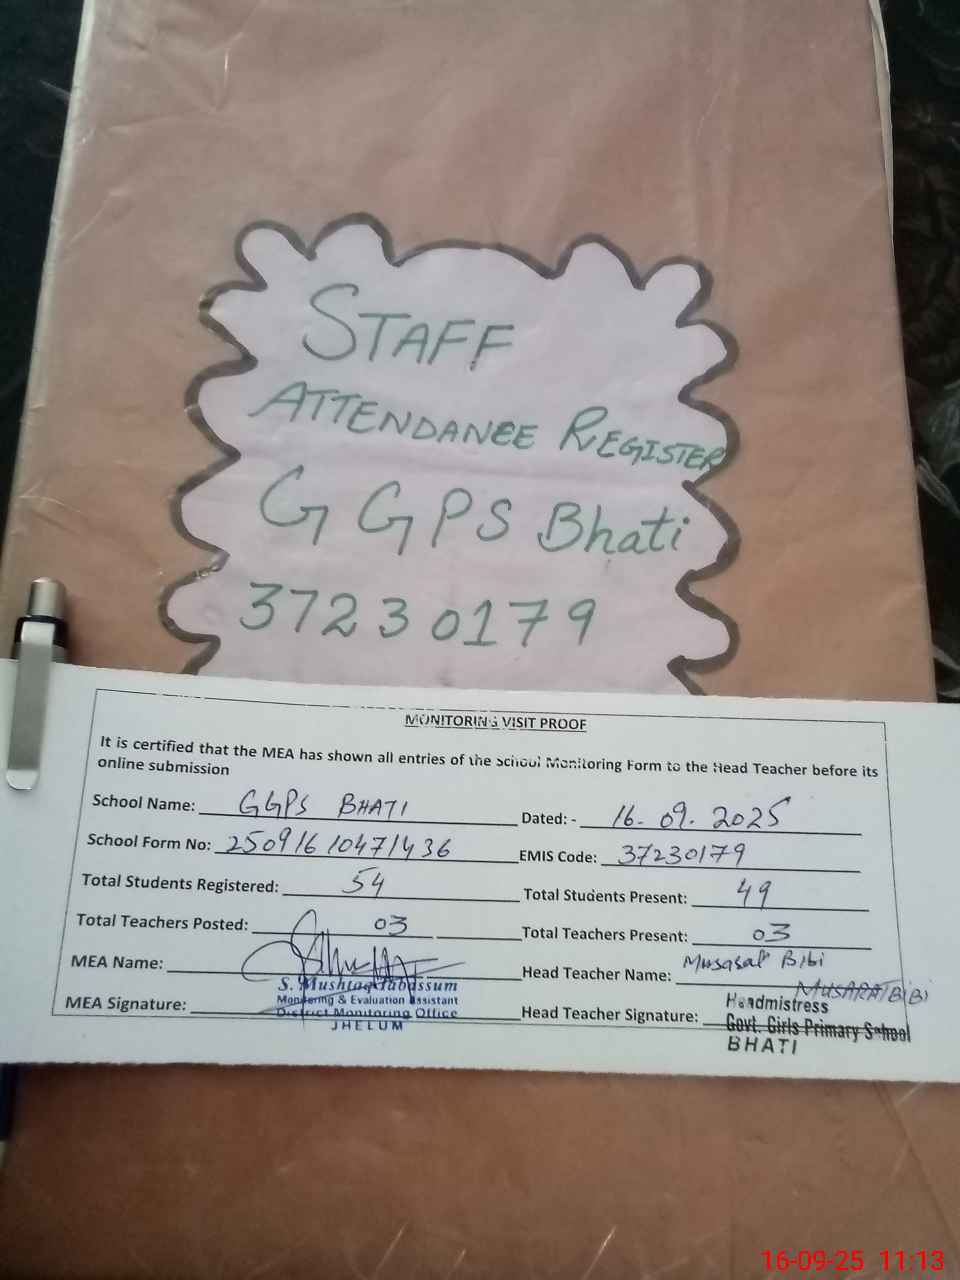 STAFF
ATTENDANCE REGISTER
G GPS Bhati
37230179
MONITORING VISIT PROOF
It is certified that the MEA has shown all entries of the School Monitoring Form to the Head Teacher before its
online submission
School Name: GGPS BHATI Dated: - 16. 09. 2025
School Form No: 25091610471436 EMIS Code: 37230179
Total Students Registered: 54 Total Students Present: 49
Total Teachers Posted: 03 Total Teachers Present: 03
MEA Name: Head Teacher Name: Musarat Bibi
S. Mushtaq Tabassum
Monitoring & Evaluation Assistant
District Monitoring Office
JHELUM
MEA Signature: Head Teacher Signature: MUSARAT BIBI
Headmistress
Govt. Girls Primary School
BHATI
16-09-25 11:13